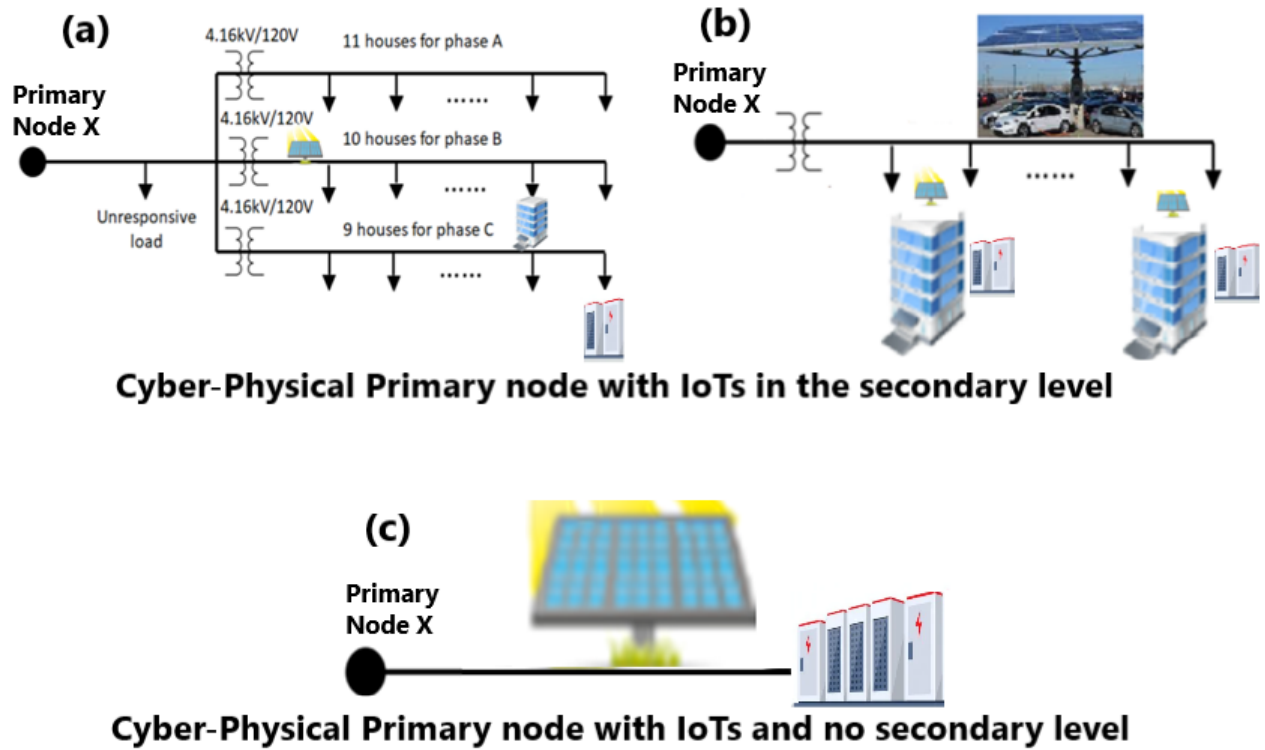 (a)
4.16kV/120V
11 houses for phase A
Primary
Node X
4.16kV/120V
10 houses for phase B
Unresponsive
load
4.16kV/120V
9 houses for phase C
(b)
Primary
Node X
Cyber-Physical Primary node with IoTs in the secondary level
(c)
Primary
Node X
Cyber-Physical Primary node with IoTs and no secondary level